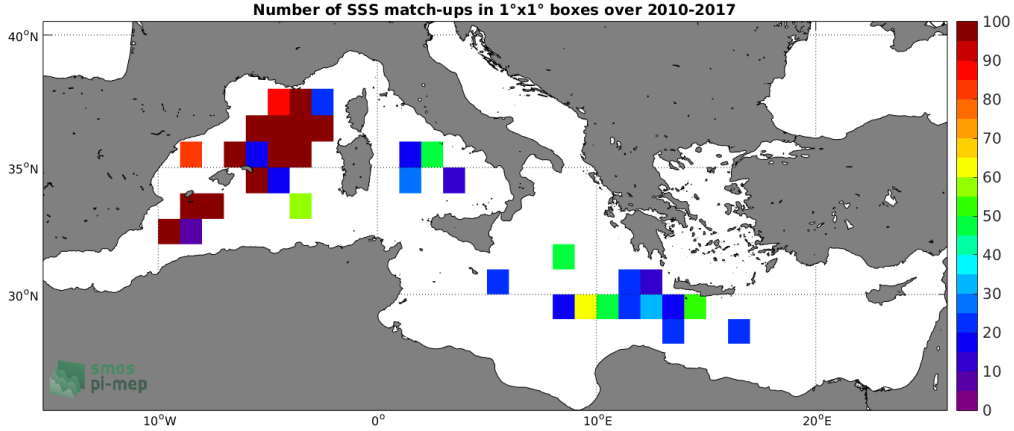 Number of SSS match-ups in 1°x1° boxes over 2010-2017
40°N
35°N
30°N
10°W
0°
10°E
20°E
100
90
80
70
60
50
40
30
20
10
0
smos
pi-mep